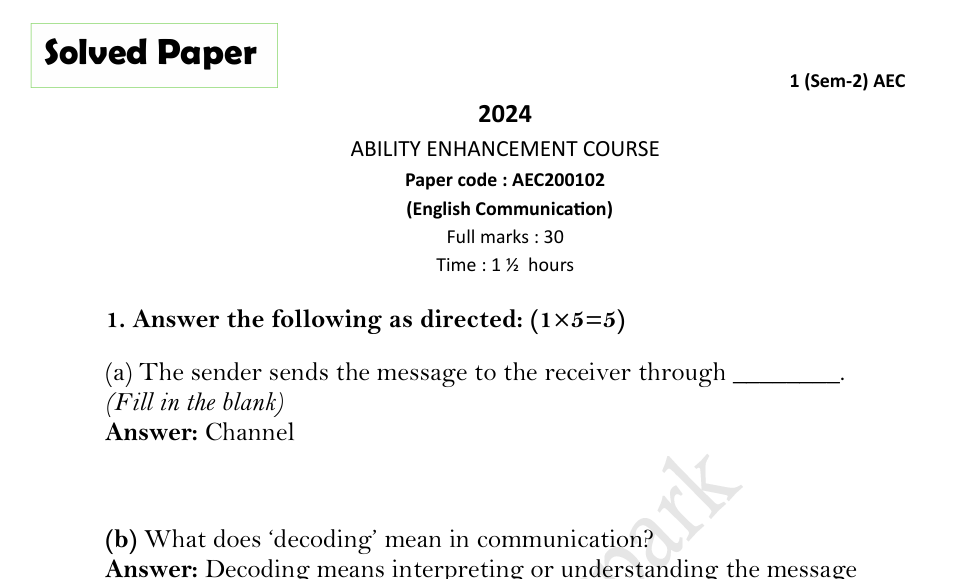 Solved Paper
1 (Sem-2) AEC
2024
ABILITY ENHANCEMENT COURSE
Paper code : AEC200102
(English Communication)
Full marks : 30
Time : 1 ½ hours
1. Answer the following as directed: (1×5=5)
(a) The sender sends the message to the receiver through ________.
(Fill in the blank)
Answer: Channel
(b) What does ‘decoding’ mean in communication?
Answer: Decoding means interpreting or understanding the message